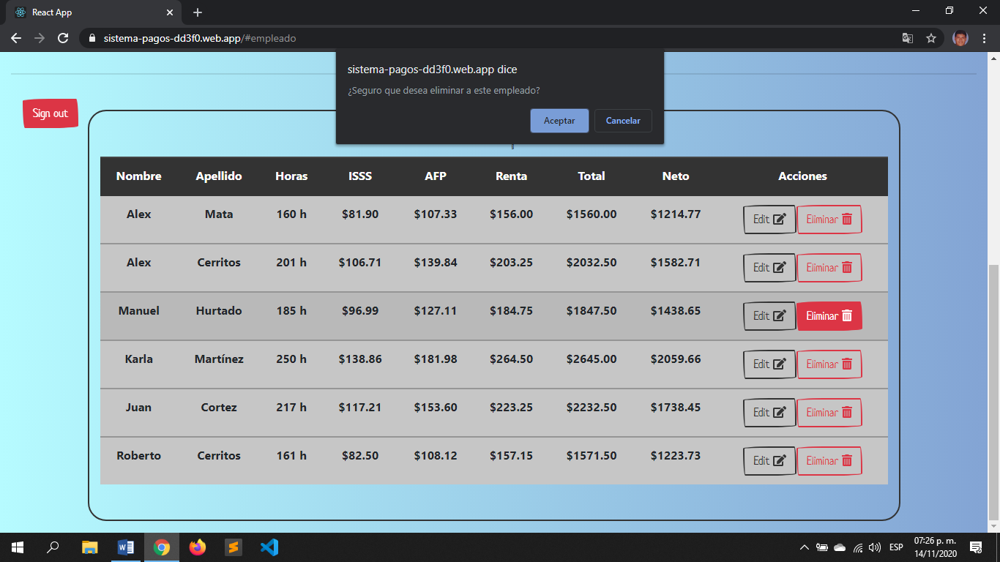 React App
sistema-pagos-dd3f0.web.app/#empleado
sistema-pagos-dd3f0.web.app dice
¿Seguro que desea eliminar a este empleado?
Aceptar Cancelar
Sign out
Nombre Apellido Horas ISSS AFP Renta Total Neto Acciones
Alex Mata 160 h $81.90 $107.33 $156.00 $1560.00 $1214.77 Edit Eliminar
Alex Cerritos 201 h $106.71 $139.84 $203.25 $2032.50 $1582.71 Edit Eliminar
Manuel Hurtado 185 h $96.99 $127.11 $184.75 $1847.50 $1438.65 Edit Eliminar
Karla Martínez 250 h $138.86 $181.98 $264.50 $2645.00 $2059.66 Edit Eliminar
Juan Cortez 217 h $117.21 $153.60 $223.25 $2232.50 $1738.45 Edit Eliminar
Roberto Cerritos 161 h $82.50 $108.12 $157.15 $1571.50 $1223.73 Edit Eliminar
ESP
07:26 p. m.
14/11/2020